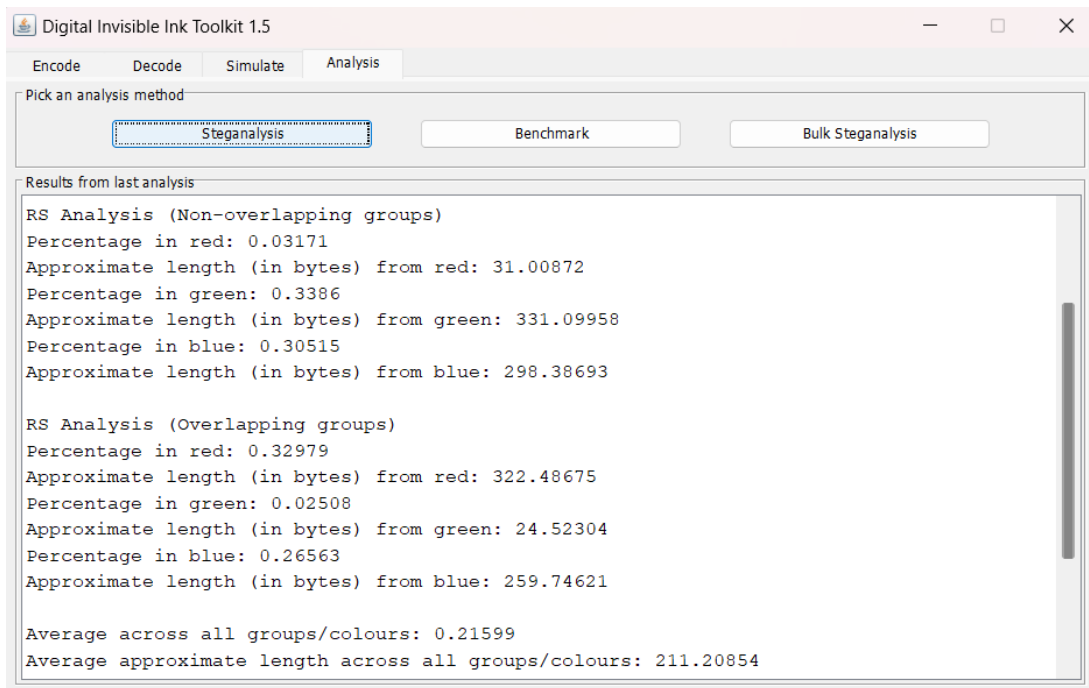 Digital Invisible Ink Toolkit 1.5
Encode Decode Simulate Analysis
Pick an analysis method
Steganalysis Benchmark Bulk Steganalysis
Results from last analysis
RS Analysis (Non-overlapping groups)
Percentage in red: 0.03171
Approximate length (in bytes) from red: 31.00872
Percentage in green: 0.3386
Approximate length (in bytes) from green: 331.09958
Percentage in blue: 0.30515
Approximate length (in bytes) from blue: 298.38693
RS Analysis (Overlapping groups)
Percentage in red: 0.32979
Approximate length (in bytes) from red: 322.48675
Percentage in green: 0.02508
Approximate length (in bytes) from green: 24.52304
Percentage in blue: 0.26563
Approximate length (in bytes) from blue: 259.74621
Average across all groups/colours: 0.21599
Average approximate length across all groups/colours: 211.20854